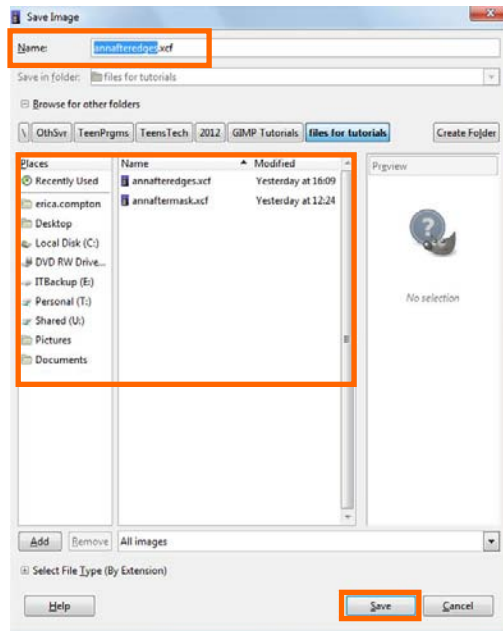 Save Image
Name: annafteredges.xcf
Save in folder: files for tutorials
Browse for other folders
\ OthSvr TeenPrgms TeensTech 2012 GIMP Tutorials files for tutorials Create Folder
Places Name Modified Preview
Recently Used annafteredges.xcf Yesterday at 16:09
erica.compton annaftermask.xcf Yesterday at 12:24
Desktop
Local Disk (C:)
DVD RW Drive...
ITBackup (E:)
Personal (T:) No selection
Shared (U:)
Pictures
Documents
Add Remove All images
Select File Type (By Extension)
Help Save Cancel